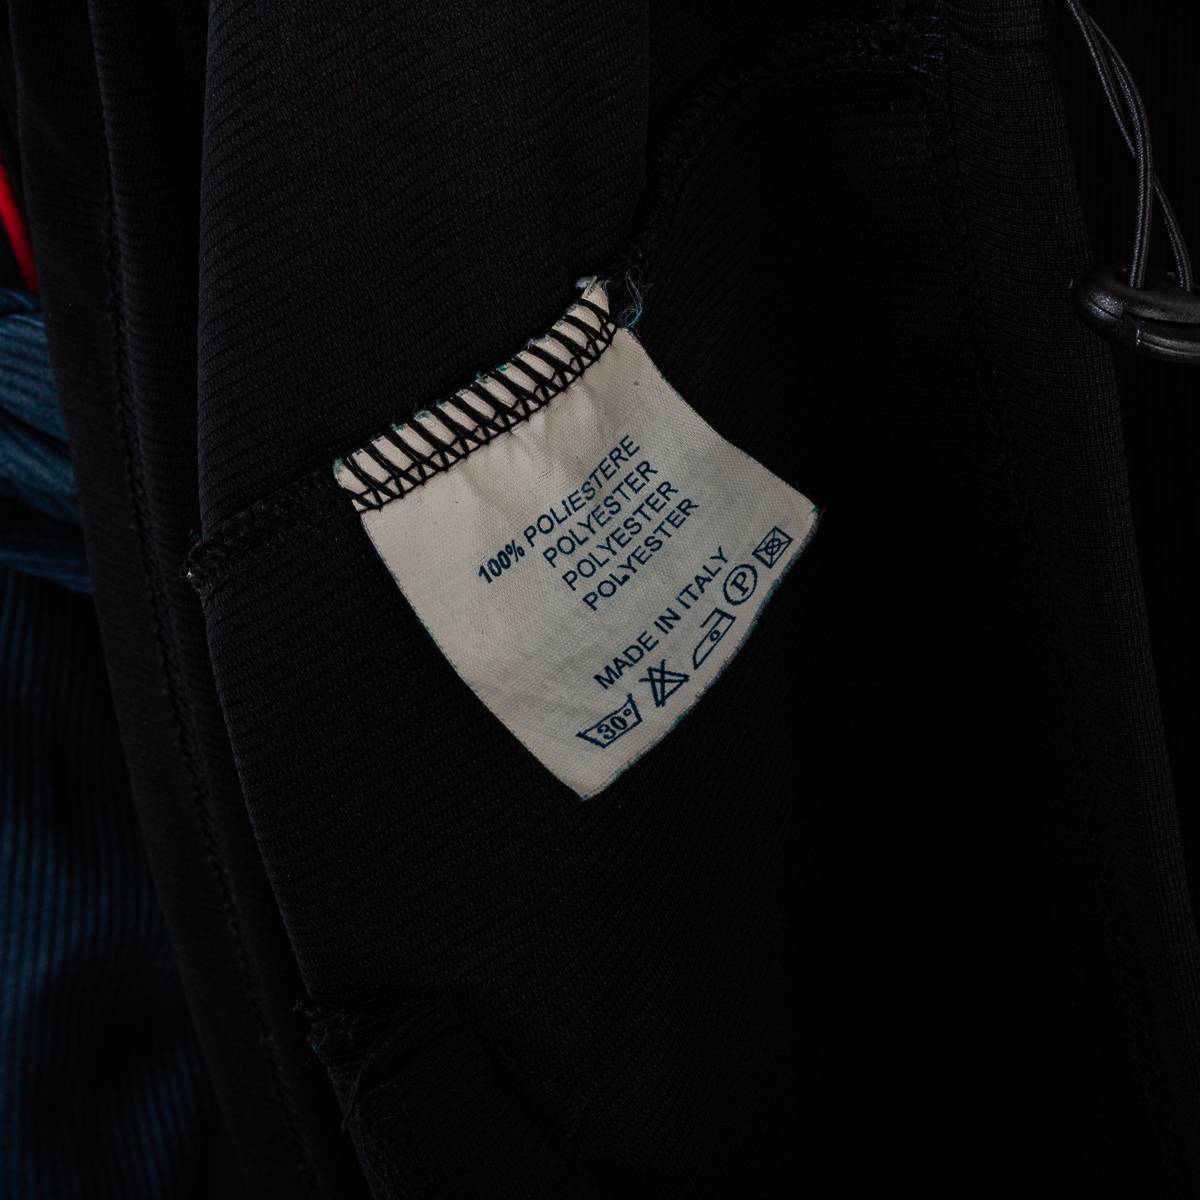 100% POLIESTERE
POLYESTER
POLYESTER
POLYESTER
MADE IN ITALY
30° P